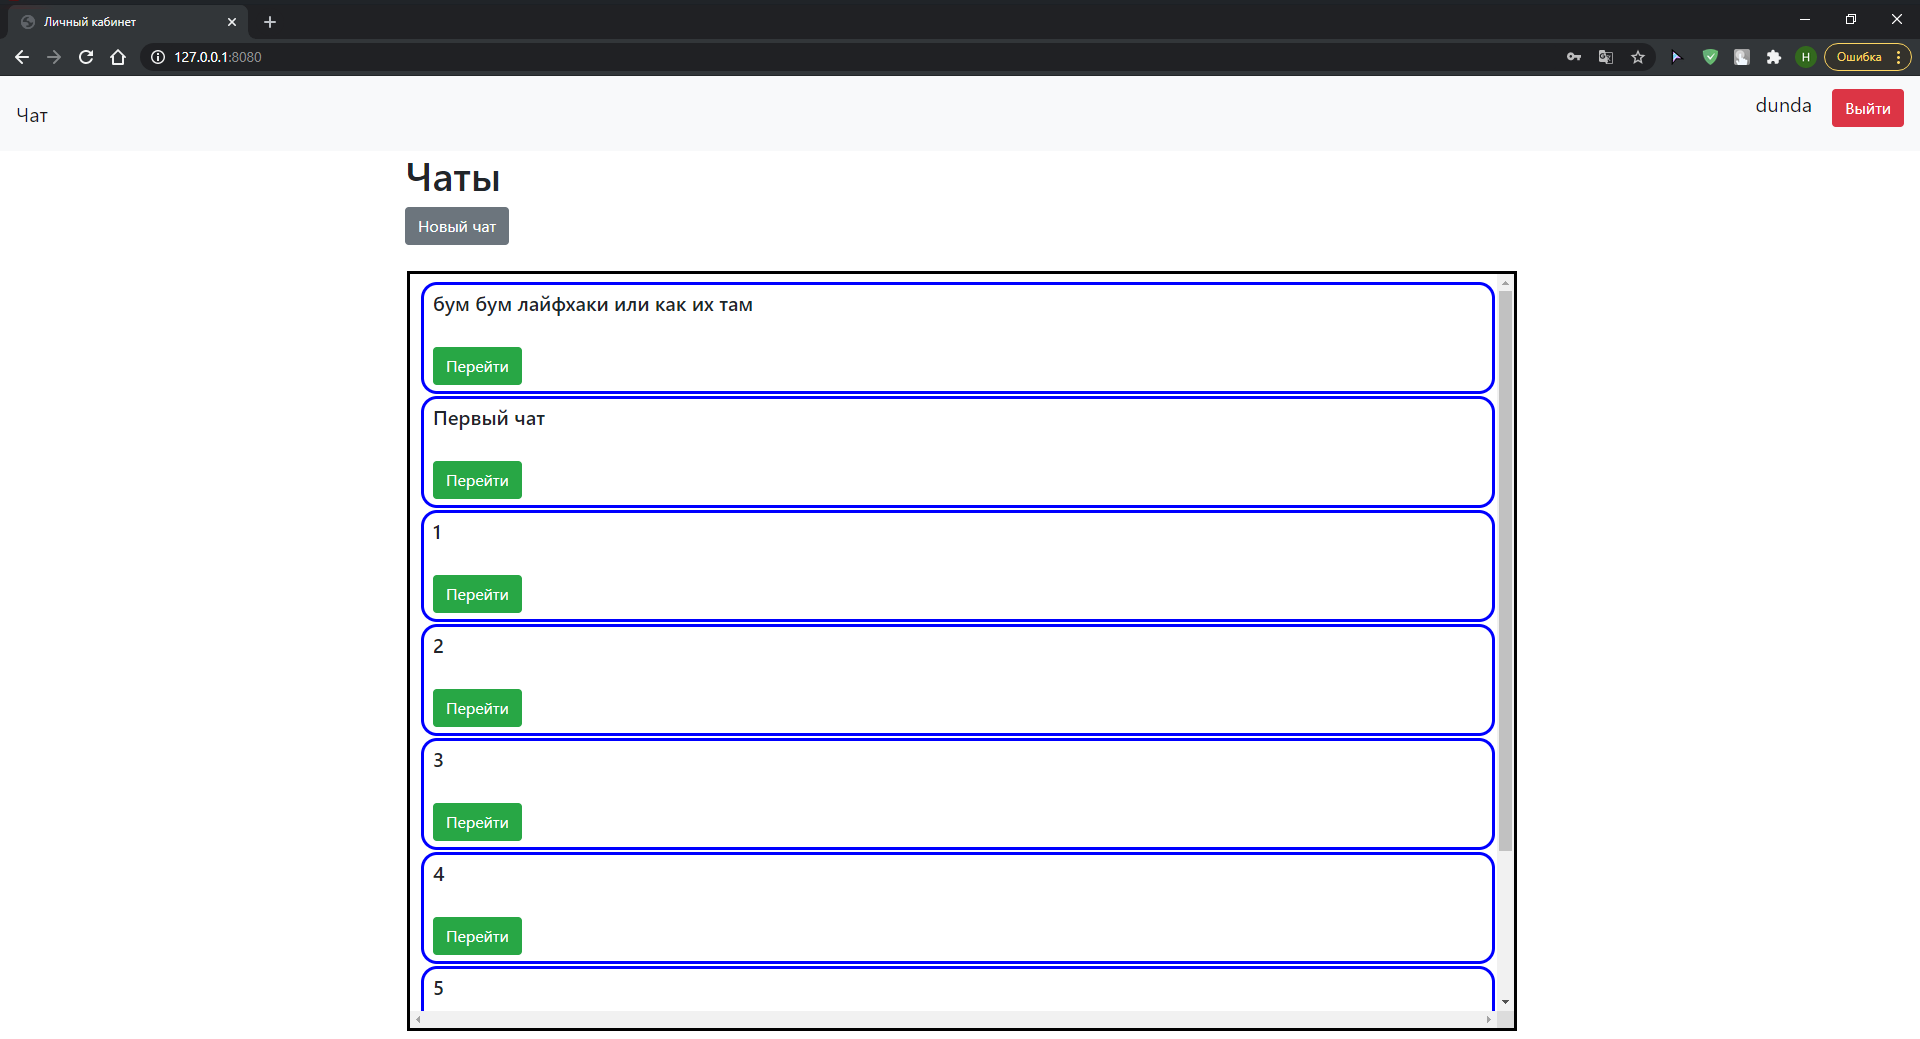 Личный кабинет
127.0.0.1:8080
H
Ошибка
Чат
dunda
Выйти
Чаты
Новый чат
бум бум лайфхаки или как их там
Перейти
Первый чат
Перейти
1
Перейти
2
Перейти
3
Перейти
4
Перейти
5